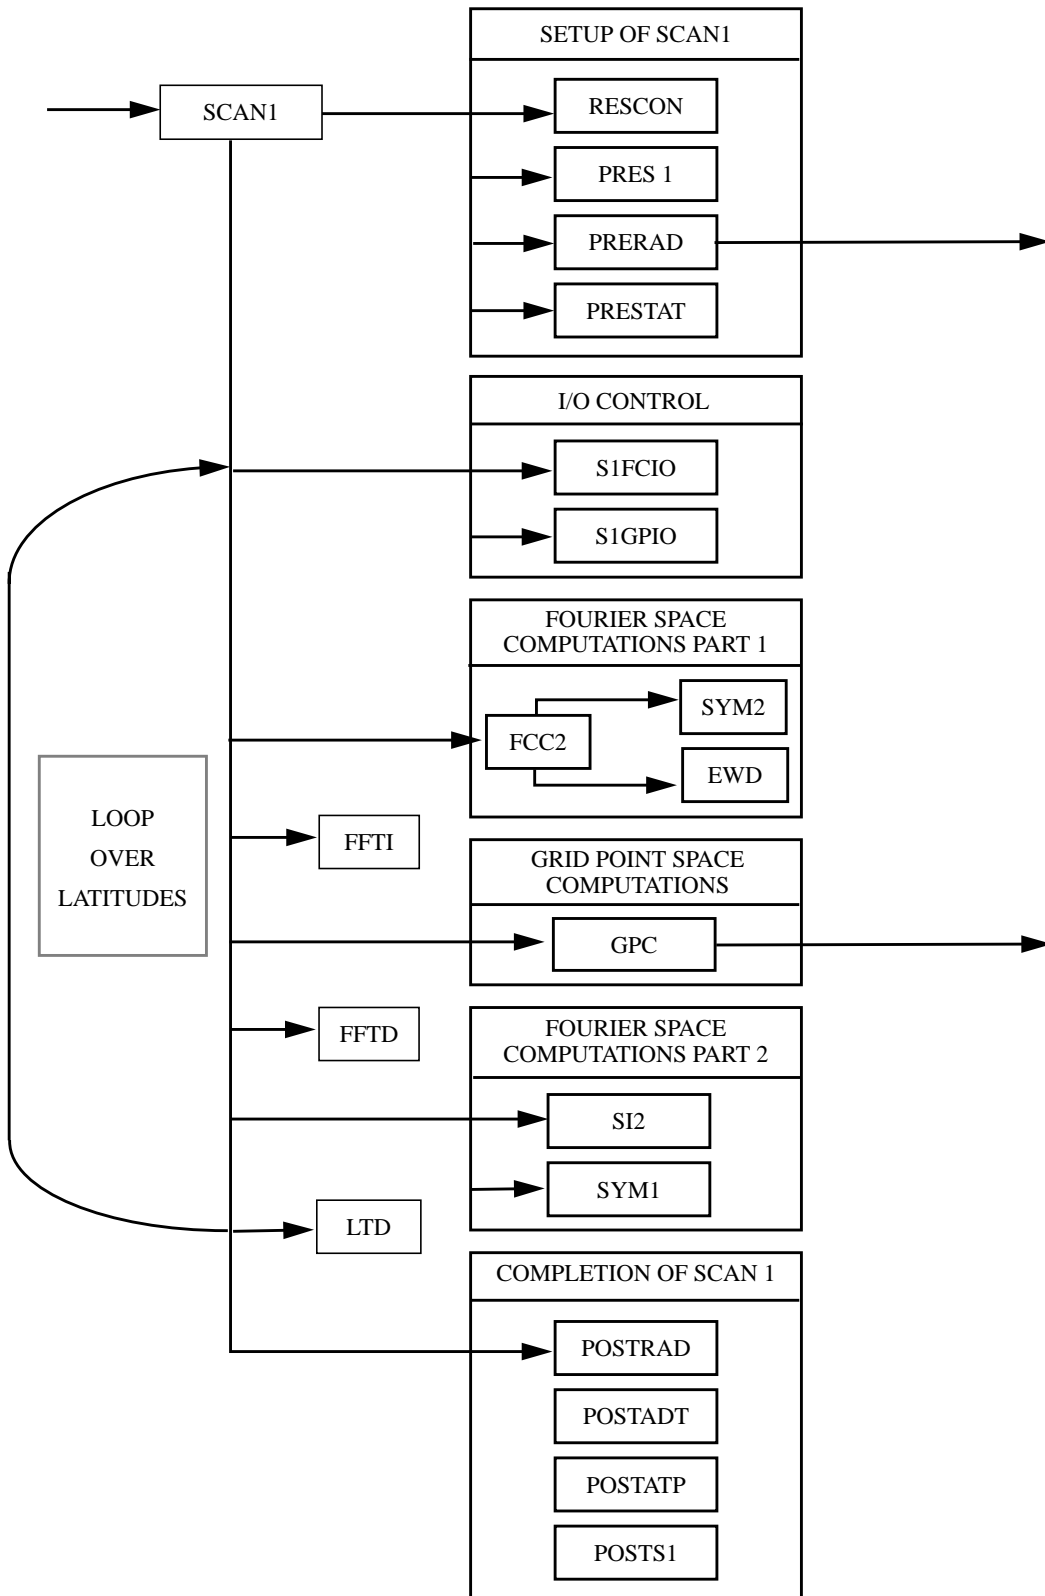 SETUP OF SCAN1
SCAN1
RESCON
PRES 1
PRERAD
PRESTAT
I/O CONTROL
S1FCIO
S1GPIO
FOURIER SPACE
COMPUTATIONS PART 1
SYM2
FCC2
EWD
LOOP
OVER
LATITUDES
FFTI
GRID POINT SPACE
COMPUTATIONS
GPC
FFTD
FOURIER SPACE
COMPUTATIONS PART 2
SI2
SYM1
LTD
COMPLETION OF SCAN 1
POSTRAD
POSTADT
POSTATP
POSTS1